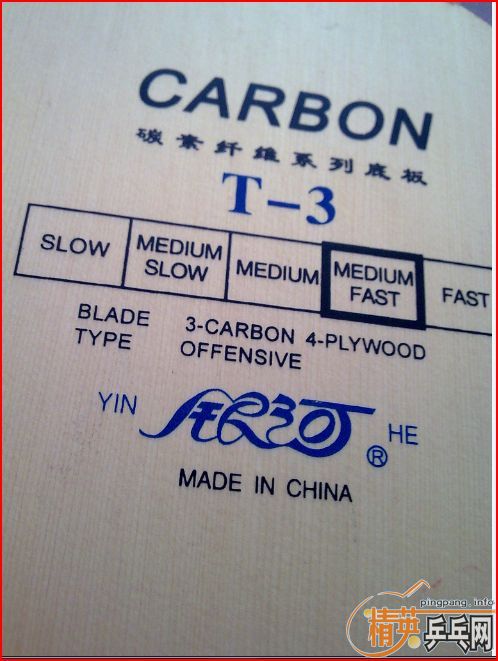 CARBON
碳素纤维系列底板
T-3
SLOW MEDIUM SLOW MEDIUM MEDIUM FAST FAST
BLADE TYPE 3-CARBON 4-PLYWOOD OFFENSIVE
YIN 银河 ® HE
MADE IN CHINA
pingpang.info
精英乒乓网